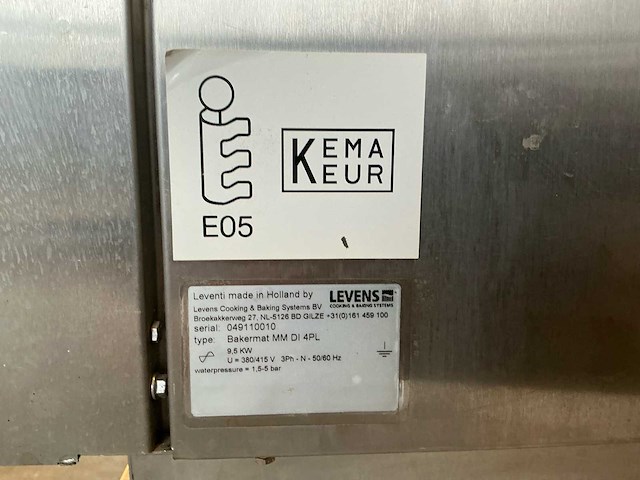 KEMA
KEUR
E05
Leventi made in Holland by
LEVENS
COOKING & BAKING SYSTEMS
Levens Cooking & Baking Systems BV
Broekakkerweg 27, NL-5126 BD GILZE +31(0)161 459 100
serial: 049110010
type: Bakermat MM DI 4PL
9,5 KW
U = 380/415 V 3Ph - N - 50/60 Hz
waterpressure = 1,5-5 bar